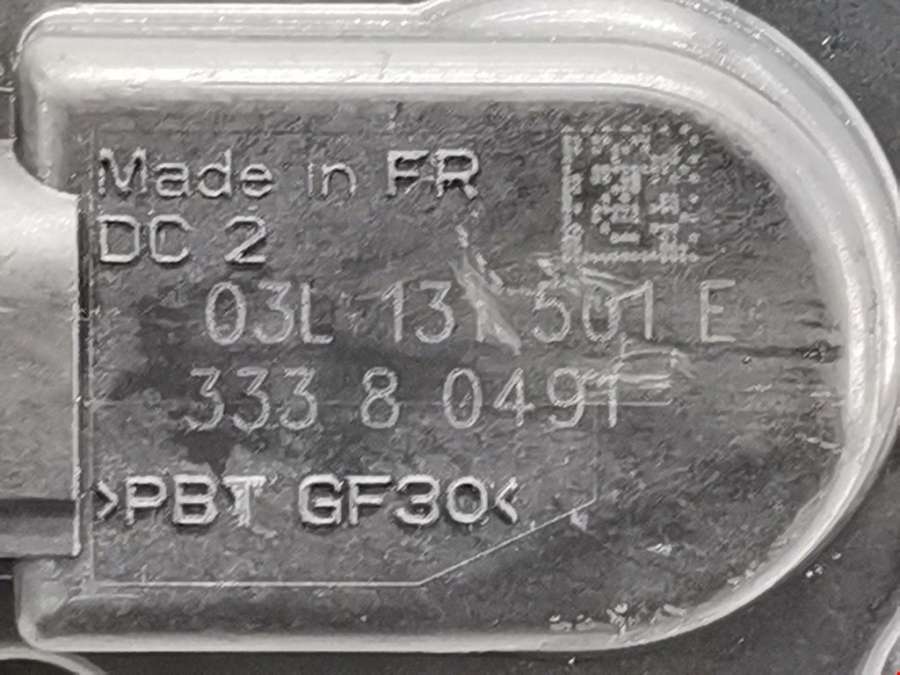 Made in FR
DC 2
03L 131 501 E
333 8 0491
>PBT GF30<